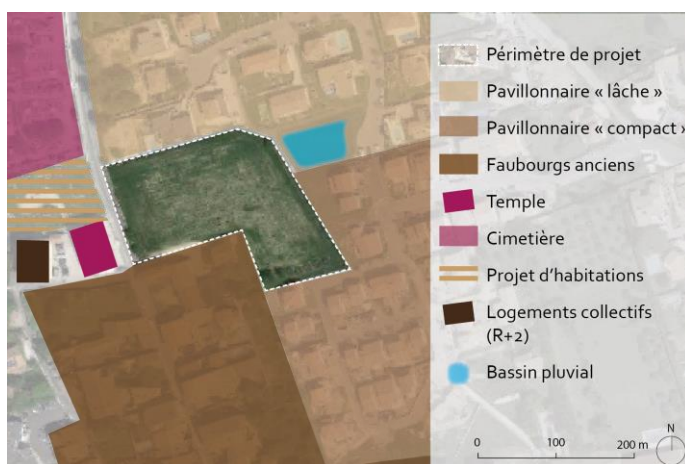 Périmètre de projet
Pavillonnaire « lâche »
Pavillonnaire « compact »
Faubourgs anciens
Temple
Cimetière
Projet d'habitations
Logements collectifs
(R+2)
Bassin pluvial
N
0 100 200 m